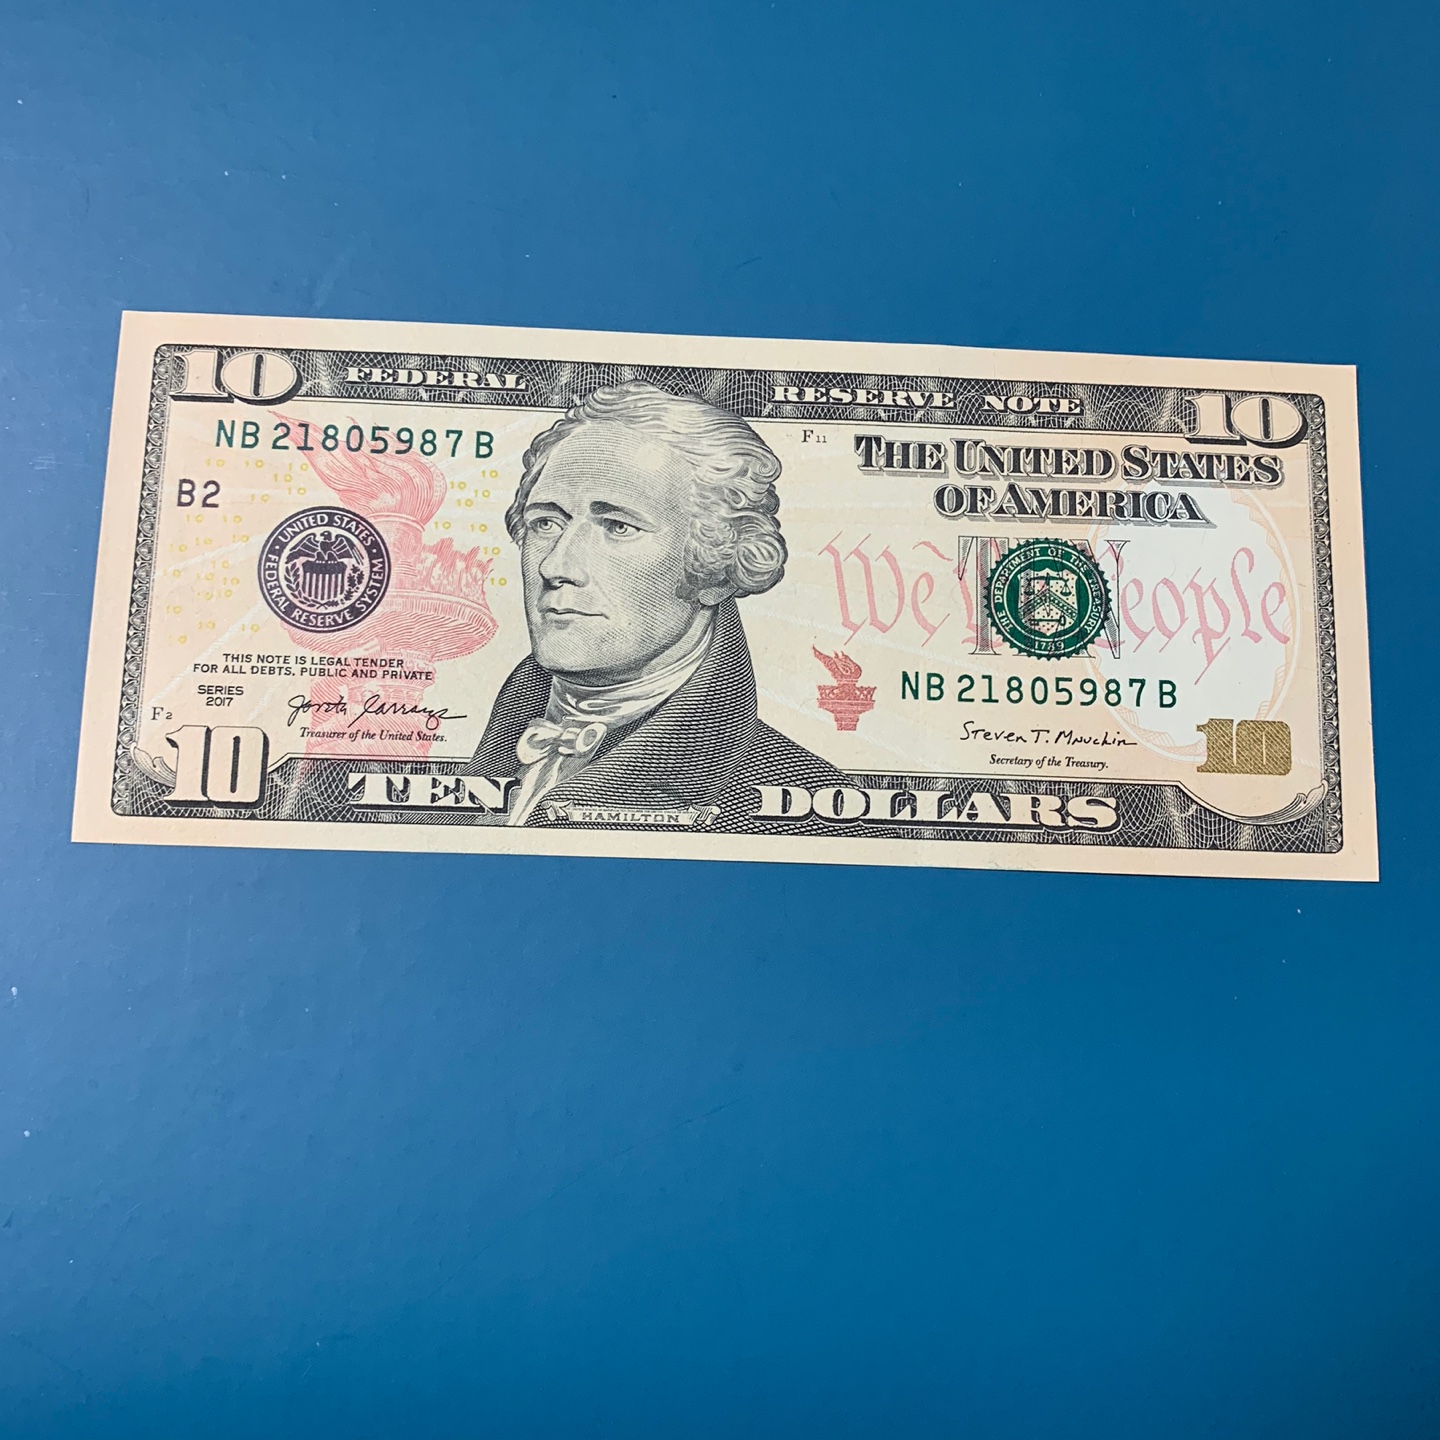 10 FEDERAL RESERVE NOTE 10
NB 21805987 B
F11
THE UNITED STATES
OF AMERICA
B2
UNITED STATES FEDERAL RESERVE SYSTEM
We the People
TEN
THE DEPARTMENT OF THE TREASURY
1789
THIS NOTE IS LEGAL TENDER
FOR ALL DEBTS, PUBLIC AND PRIVATE
NB 21805987 B
SERIES
2017
F2
Treasurer of the United States.
Steven T. Mnuchin
Secretary of the Treasury.
10 TEN DOLLARS 10
HAMILTON